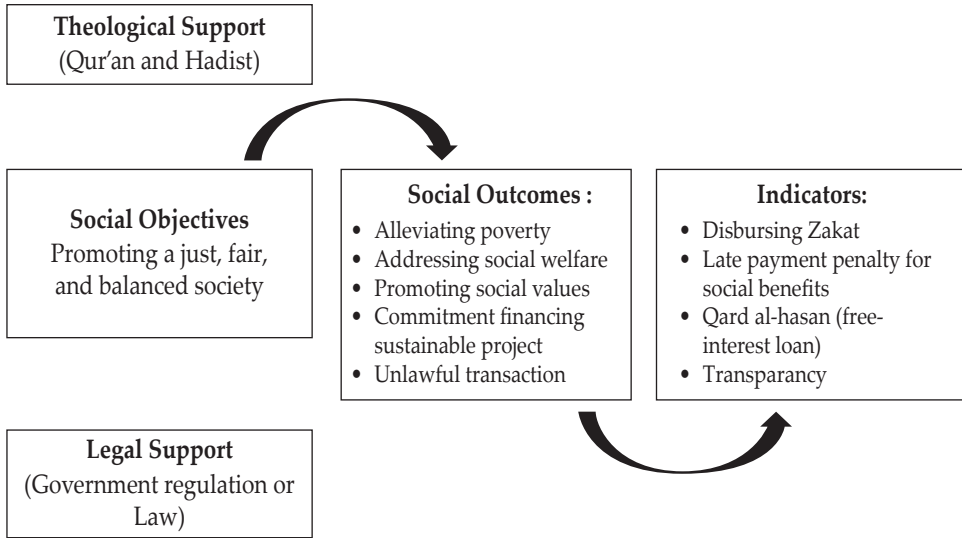 Theological Support
(Qur'an and Hadist)
Social Objectives
Promoting a just, fair,
and balanced society
Social Outcomes :
• Alleviating poverty
• Addressing social welfare
• Promoting social values
• Commitment financing
sustainable project
• Unlawful transaction
Indicators:
• Disbursing Zakat
• Late payment penalty for
social benefits
• Qard al-hasan (free-
interest loan)
• Transparancy
Legal Support
(Government regulation or
Law)